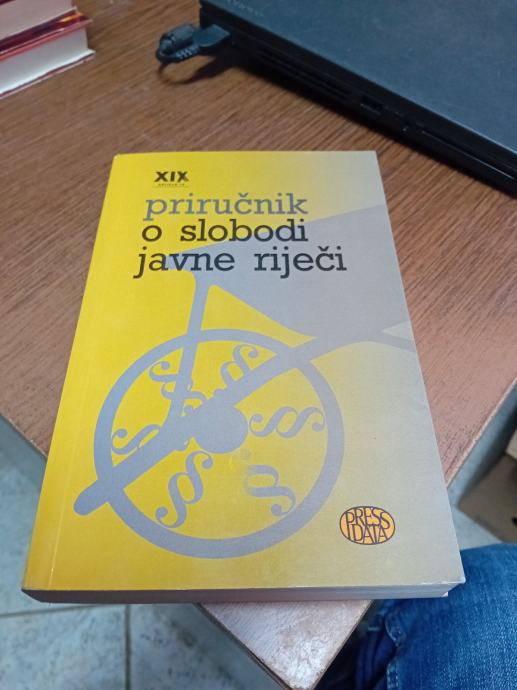 XIX
priručnik
o slobodi
javne riječi
PRESS
DATA